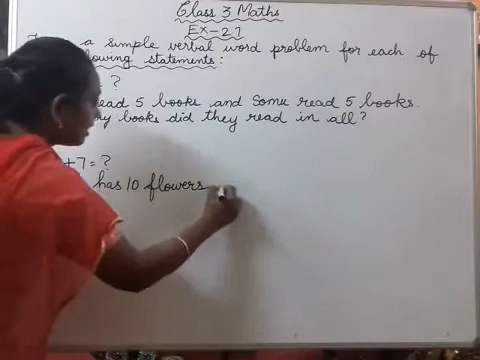 Class 3 Maths
Ex-27
a simple verbal word problem for each of
statements :
?
read 5 books and Somu read 5 books.
books did they read in all?
+7=?
has 10 flowers